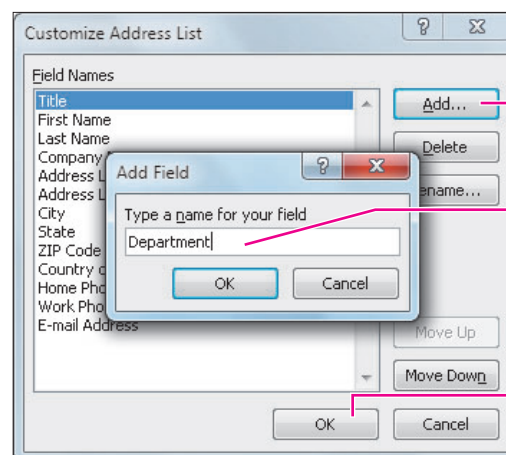 Customize Address List
Field Names
Title
First Name
Last Name
Company
Address L
Address L
City
State
ZIP Code
Country o
Home Pho
Work Pho
E-mail Address
Add...
Delete
ename...
Move Up
Move Down
OK
Cancel
Add Field
Type a name for your field
Department
OK
Cancel